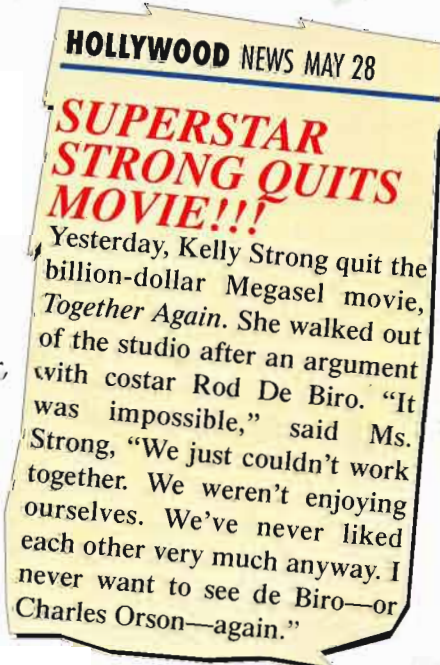 HOLLYWOOD NEWS MAY 28
SUPERSTAR
STRONG QUITS
MOVIE!!!
Yesterday, Kelly Strong quit the
billion-dollar Megasel movie,
Together Again. She walked out
of the studio after an argument
with costar Rod De Biro. “It
was impossible,” said Ms.
Strong, “We just couldn’t work
together. We weren’t enjoying
ourselves. We’ve never liked
each other very much anyway. I
never want to see de Biro—or
Charles Orson—again.”